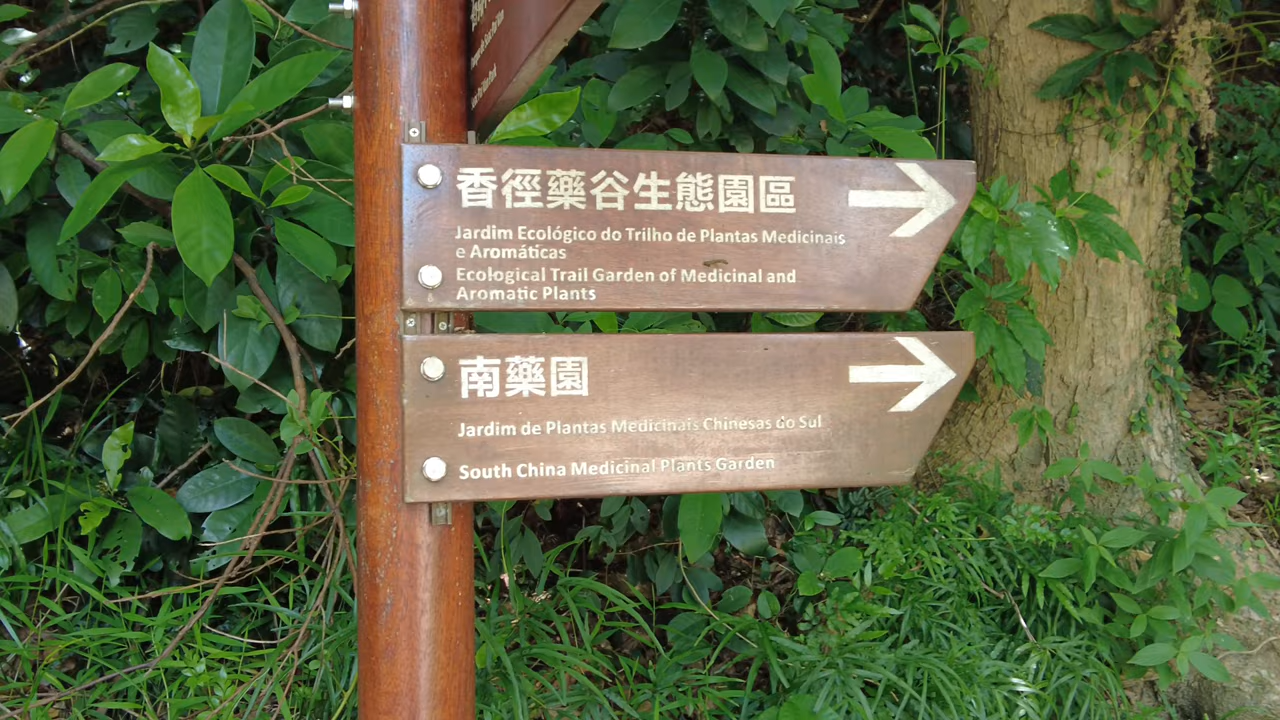 香徑藥谷生態園區
Jardim Ecológico do Trilho de Plantas Medicinais
e Aromáticas
Ecological Trail Garden of Medicinal and
Aromatic Plants
南藥園
Jardim de Plantas Medicinais Chinesas do Sul
South China Medicinal Plants Garden